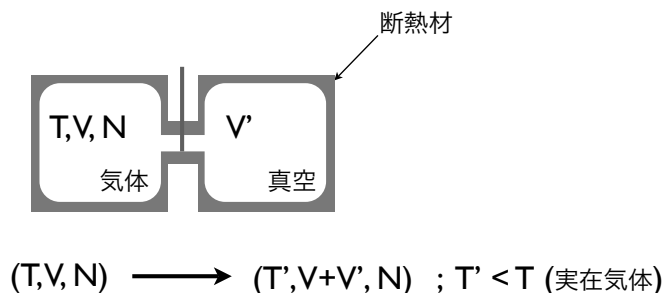 断熱材
T,V, N
V'
気体
真空
(T,V, N) ⟶ (T',V+V', N) ; T' < T (実在気体)